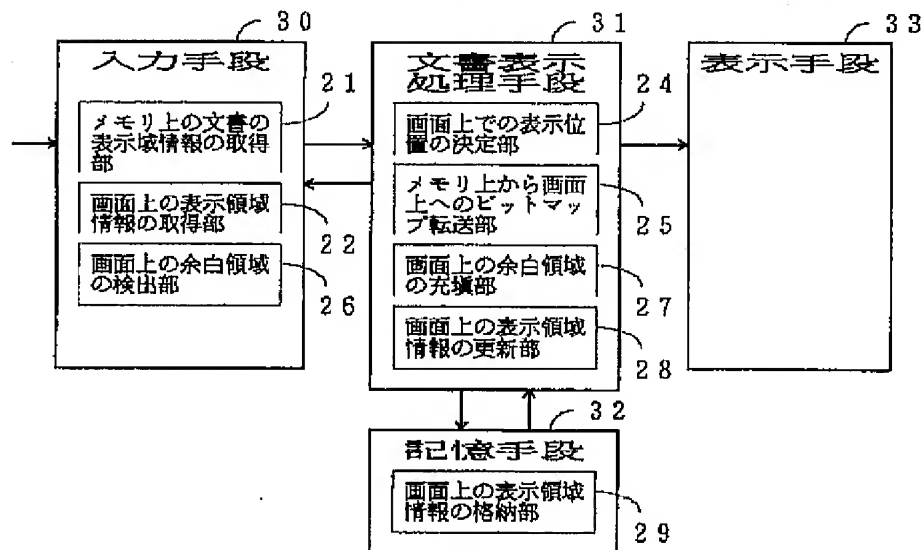 30
入力手段
21
メモリ上の文書の
表示域情報の取得
部
画面上の表示領域
情報の取得部
22
画面上の余白領域
の検出部
26
31
文書表示
処理手段
24
画面上での表示位
置の決定部
メモリ上から画面
上へのビットマッ
プ転送部
25
画面上の余白領域
の充塡部
27
画面上の表示領域
情報の更新部
28
33
表示手段
32
記憶手段
画面上の表示領域
情報の格納部
29